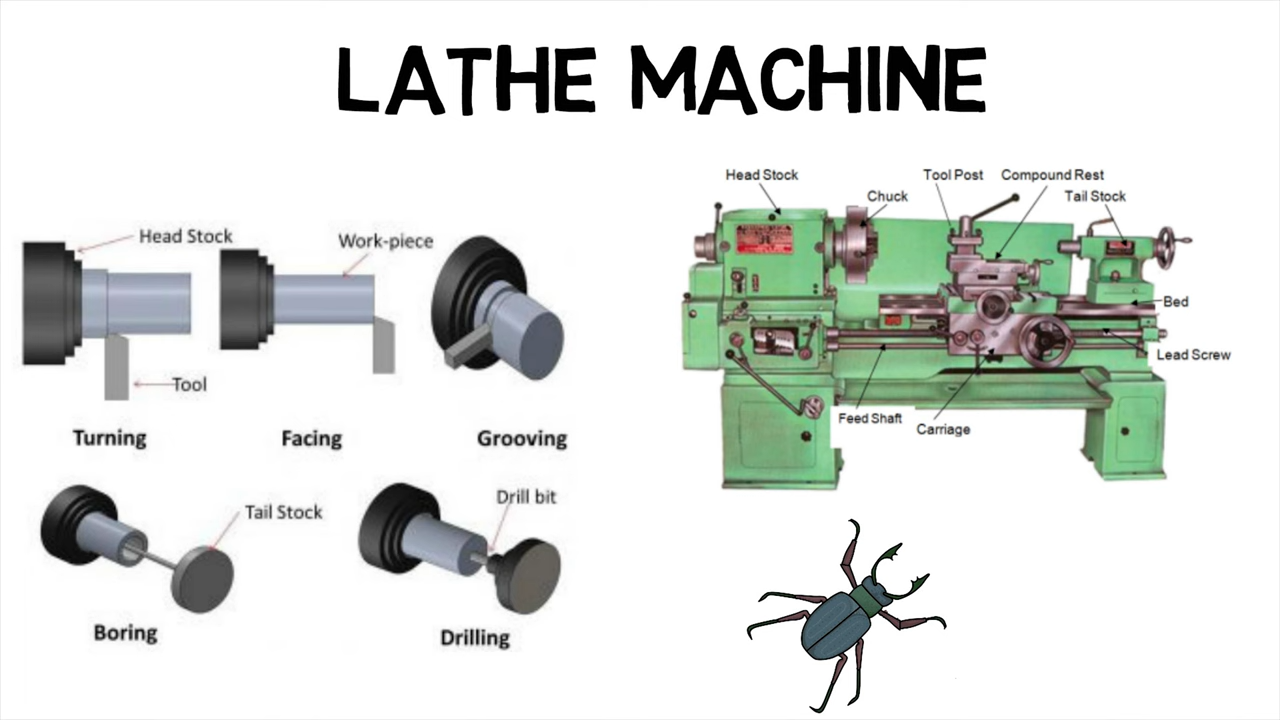 LATHE MACHINE
Head Stock
Work-piece
Tool
Turning
Facing
Grooving
Tail Stock
Drill bit
Boring
Drilling
Head Stock
Chuck
Tool Post
Compound Rest
Tail Stock
Bed
Lead Screw
Feed Shaft
Carriage